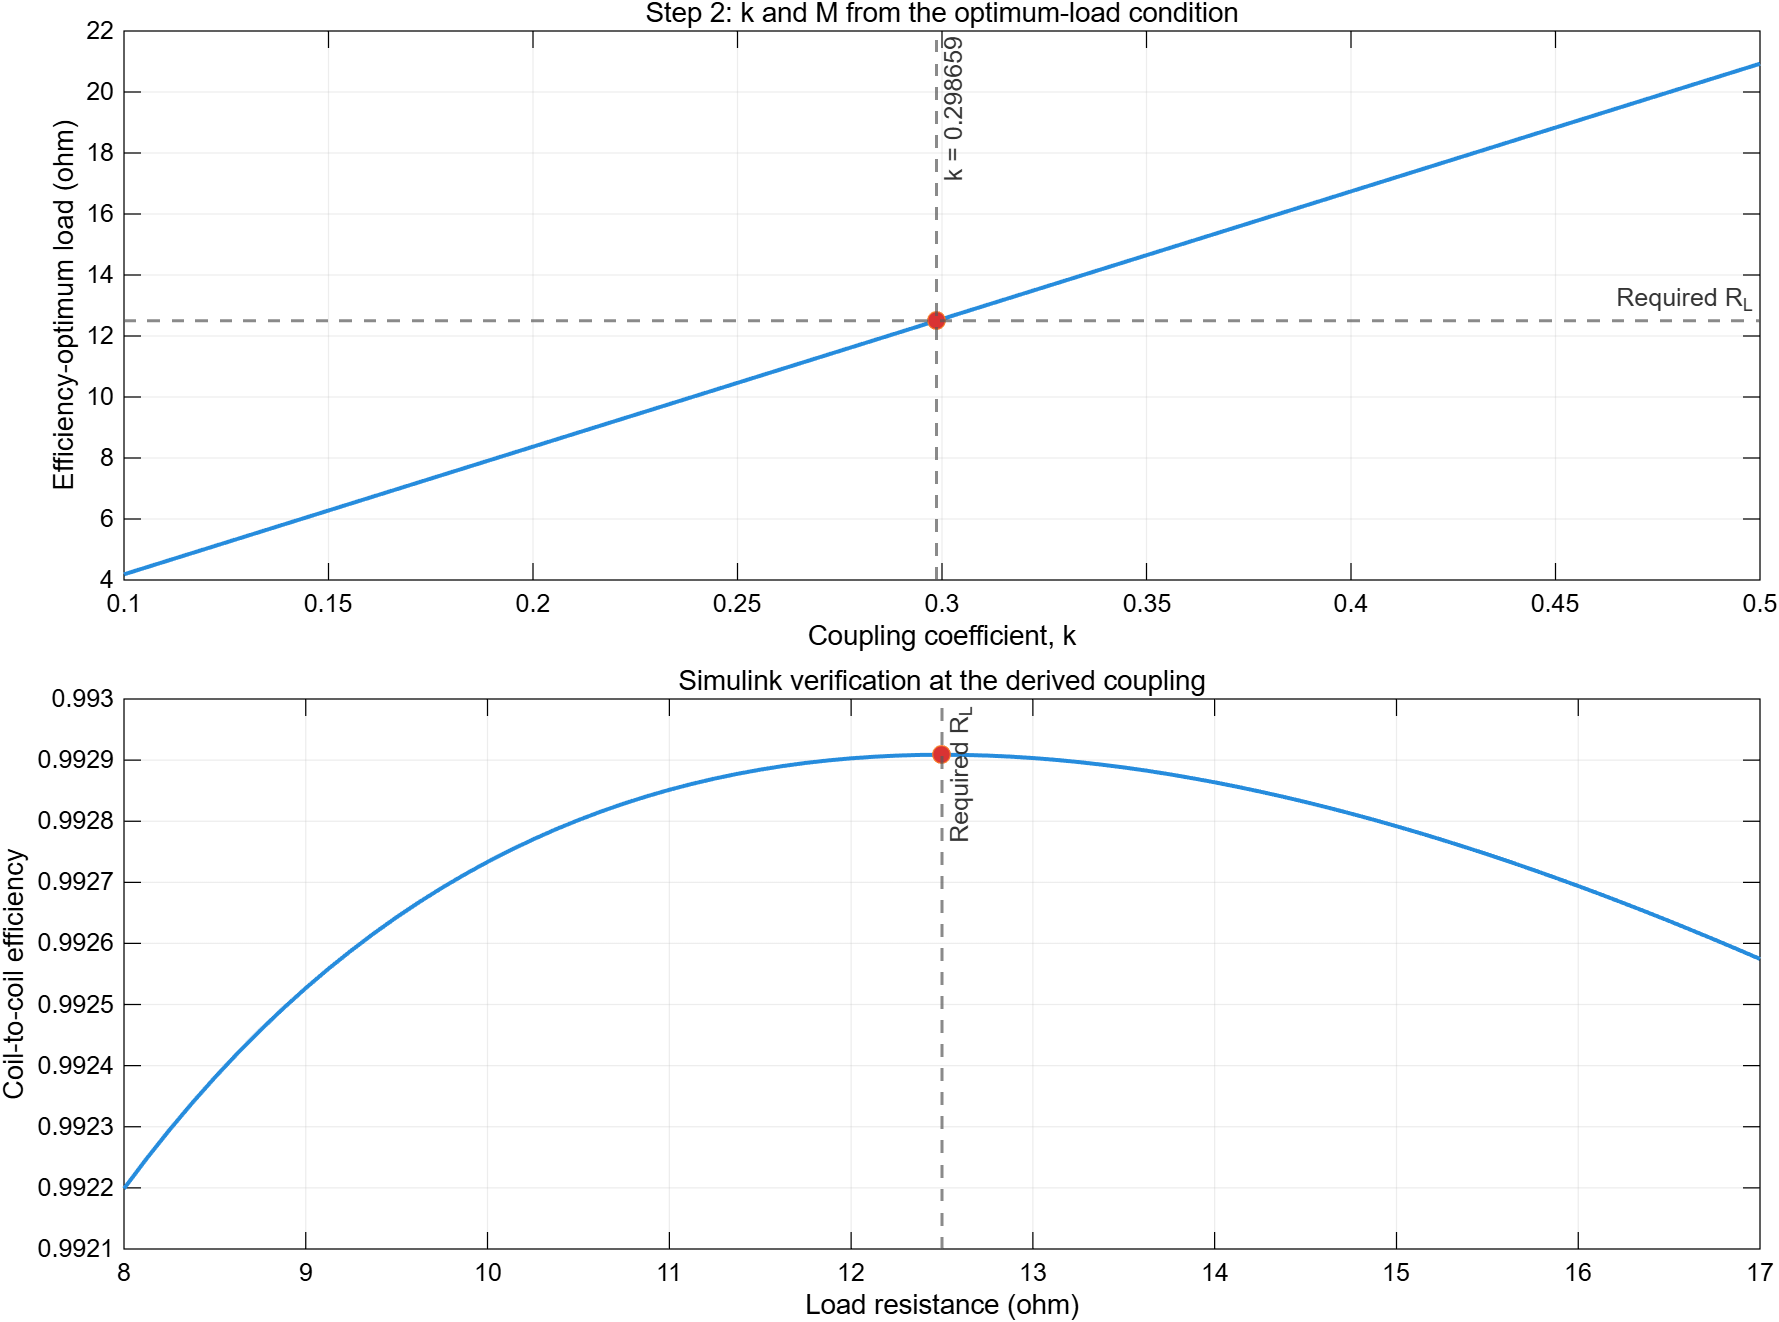 Step 2: k and M from the optimum-load condition
22
20
18
16
14
12
10
8
6
4
Efficiency-optimum load (ohm)
k = 0.298659
Required R_L
0.1 0.15 0.2 0.25 0.3 0.35 0.4 0.45 0.5
Coupling coefficient, k
Simulink verification at the derived coupling
0.993
0.9929
0.9928
0.9927
0.9926
0.9925
0.9924
0.9923
0.9922
0.9921
Coil-to-coil efficiency
Required R_L
8 9 10 11 12 13 14 15 16 17
Load resistance (ohm)